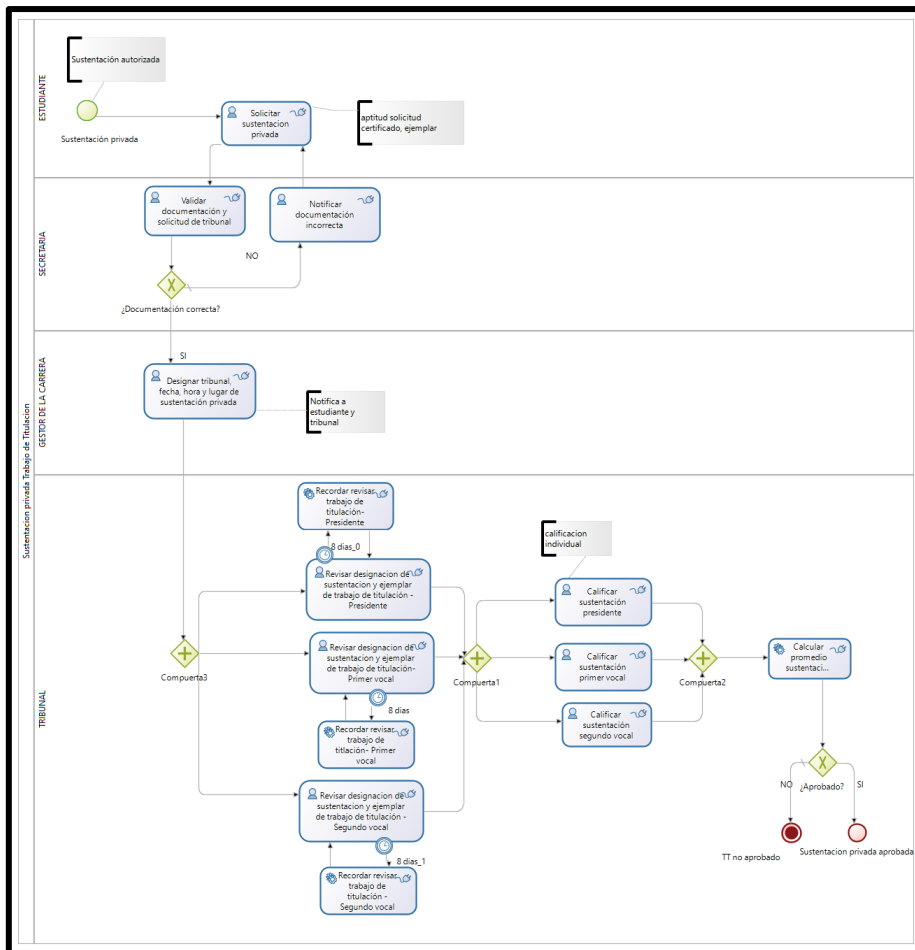 Sustentacion privada Trabajo de Titulacion
ESTUDIANTE
Sustentación autorizada
Sustentación privada
Solicitar
sustentacion
privada
aptitud solicitud
certificado, ejemplar
SECRETARIA
Validar
documentación y
solicitud de tribunal
Notificar
documentación
incorrecta
NO
¿Documentación correcta?
SI
GESTOR DE LA CARRERA
Designar tribunal,
fecha, hora y lugar de
sustentación privada
Notifica a
estudiante y
tribunal
TRIBUNAL
Recordar revisar
trabajo de
titulación-
Presidente
8 dias_0
Revisar designacion de
sustentacion y ejemplar
de trabajo de titulación -
Presidente
Compuerta3
Revisar designacion de
sustentacion y ejemplar
de trabajo de titulación-
Primer vocal
8 dias
Recordar revisar
trabajo de
titlación- Primer
vocal
Revisar designacion de
sustentacion y ejemplar
de trabajo de titulación -
Segundo vocal
8 dias_1
Recordar revisar
trabajo de
titulación -
Segundo vocal
Compuerta1
calificacion
individual
Calificar
sustentación
presidente
Calificar
sustentación
primer vocal
Calificar
sustentación
segundo vocal
Compuerta2
Calcular
promedio
sustentaci...
¿Aprobado?
NO
SI
TT no aprobado
Sustentacion privada aprobada